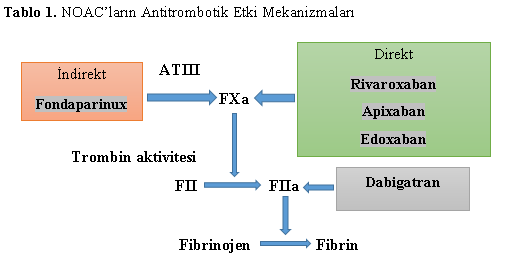 Tablo 1. NOAC’ların Antitrombotik Etki Mekanizmaları
İndirekt
Fondaparinux
ATIII
FXa
Direkt
Rivaroxaban
Apixaban
Edoxaban
Trombin aktivitesi
FII
FIIa
Dabigatran
Fibrinojen
Fibrin